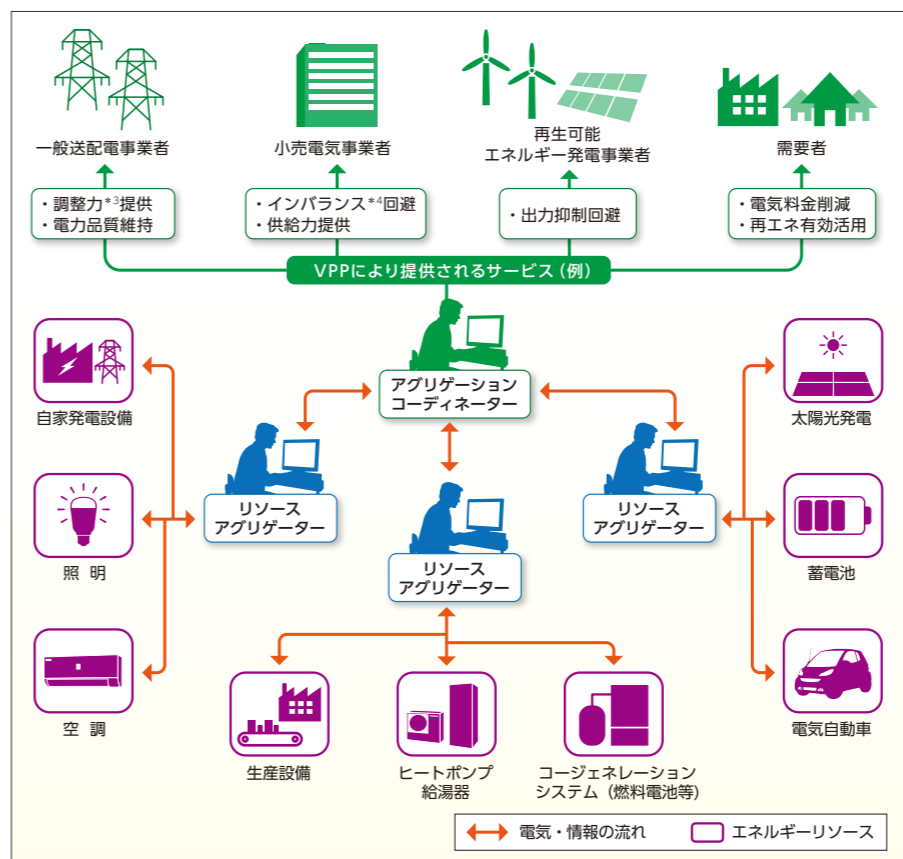 一般送配電事業者
小売電気事業者
再生可能
エネルギー発電事業者
需要者
・調整力*3提供
・電力品質維持
・インバランス*4回避
・供給力提供
・出力抑制回避
・電気料金削減
・再エネ有効活用
VPPにより提供されるサービス(例)
アグリゲーション
コーディネーター
自家発電設備
太陽光発電
リソース
アグリゲーター
リソース
アグリゲーター
リソース
アグリゲーター
照 明
蓄電池
空 調
電気自動車
生産設備
ヒートポンプ
給湯器
コージェネレーション
システム(燃料電池等)
電気・情報の流れ
エネルギーリソース